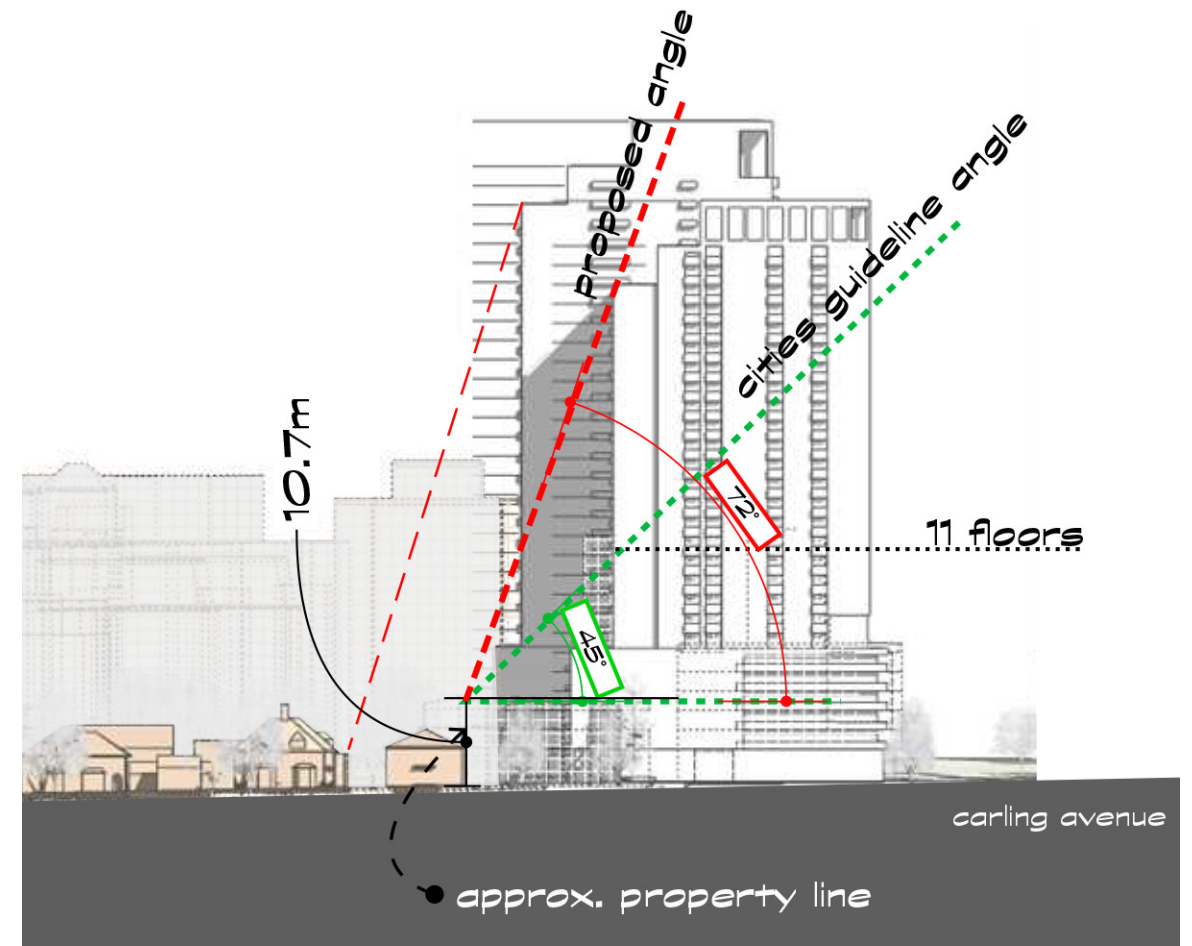 proposed angle
cities guideline angle
10.7m
72°
11 floors
45°
carling avenue
approx. property line